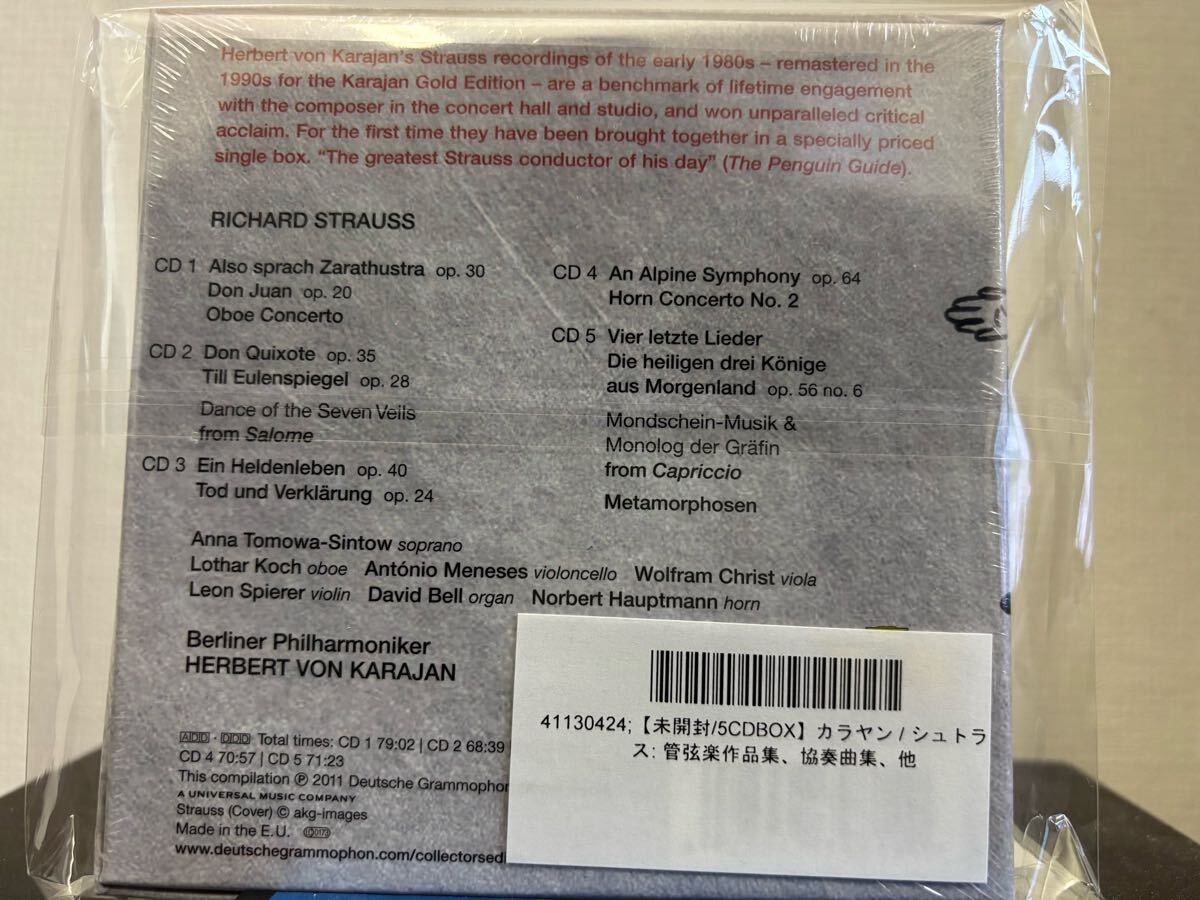 Herbert von Karajan's Strauss recordings of the early 1980s – remastered in the
1990s for the Karajan Gold Edition – are a benchmark of lifetime engagement
with the composer in the concert hall and studio, and won unparalleled critical
acclaim. For the first time they have been brought together in a specially priced
single box. “The greatest Strauss conductor of his day” (The Penguin Guide).
RICHARD STRAUSS
CD 1 Also sprach Zarathustra op. 30
Don Juan op. 20
Oboe Concerto
CD 2 Don Quixote op. 35
Till Eulenspiegel op. 28
Dance of the Seven Veils
from Salome
CD 3 Ein Heldenleben op. 40
Tod und Verklärung op. 24
CD 4 An Alpine Symphony op. 64
Horn Concerto No. 2
CD 5 Vier letzte Lieder
Die heiligen drei Könige
aus Morgenland op. 56 no. 6
Mondschein-Musik &
Monolog der Gräfin
from Capriccio
Metamorphosen
Anna Tomowa-Sintow soprano
Lothar Koch oboe António Meneses violoncello Wolfram Christ viola
Leon Spierer violin David Bell organ Norbert Hauptmann horn
Berliner Philharmoniker
HERBERT VON KARAJAN
ADD · DDD Total times: CD 1 79:02 | CD 2 68:39
CD 4 70:57 | CD 5 71:23
This compilation ℗ 2011 Deutsche Grammophon
A UNIVERSAL MUSIC COMPANY
Strauss (Cover) © akg-images
Made in the E.U.
www.deutschegrammophon.com/collectorsedi
41130424;【未開封/5CDBOX】カラヤン / シュトラ
ス: 管弦楽作品集、協奏曲集、他